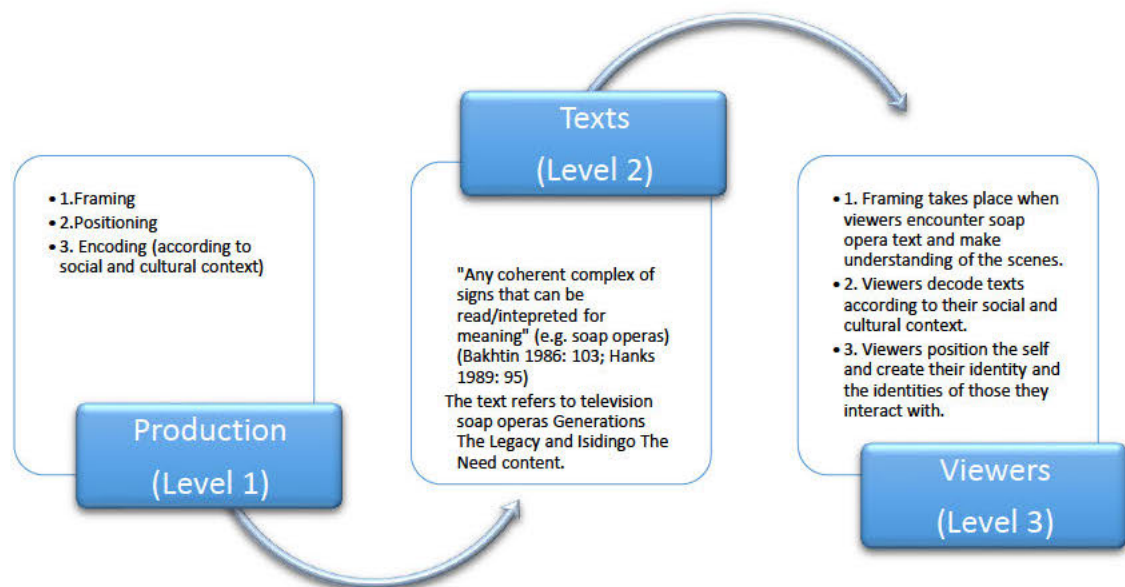 • 1.Framing
• 2.Positioning
• 3. Encoding (according to
social and cultural context)
Production
(Level 1)
Texts
(Level 2)
"Any coherent complex of
signs that can be
read/intepreted for
meaning" (e.g. soap operas)
(Bakhtin 1986: 103; Hanks
1989: 95)
The text refers to television
soap operas Generations
The Legacy and Isidingo The
Need content.
• 1. Framing takes place when
viewers encounter soap
opera text and make
understanding of the scenes.
• 2. Viewers decode texts
according to their social and
cultural context.
• 3. Viewers position the self
and create their identity and
the identities of those they
interact with.
Viewers
(Level 3)